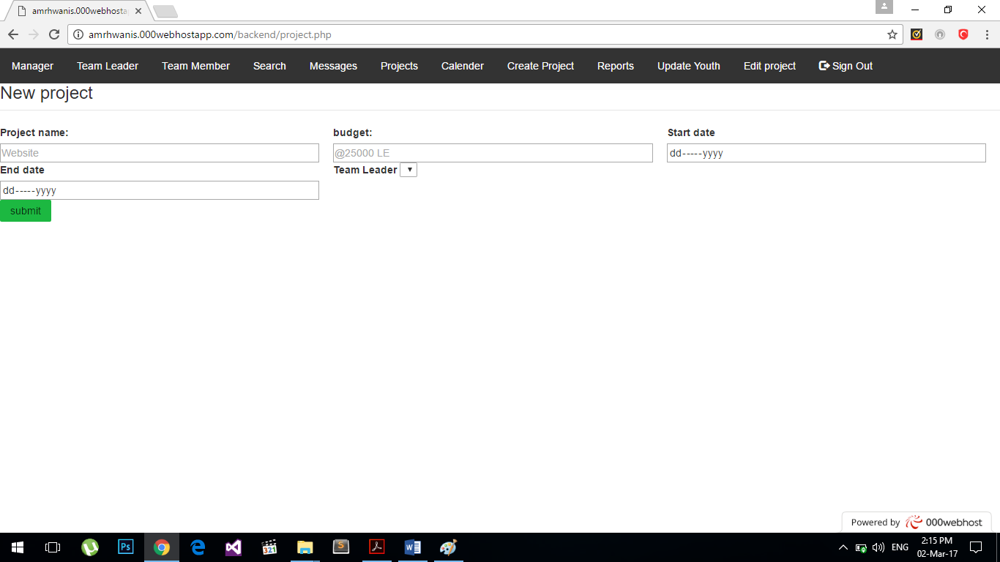 amrhwanis.000webhosta
amrhwanis.000webhostapp.com/backend/project.php
Manager Team Leader Team Member Search Messages Projects Calender Create Project Reports Update Youth Edit project Sign Out
New project
Project name: budget: Start date
Website @25000 LE dd-----yyyy
End date Team Leader
dd-----yyyy
submit
Powered by 000webhost
Ps 321 S W ENG 2:15 PM
02-Mar-17